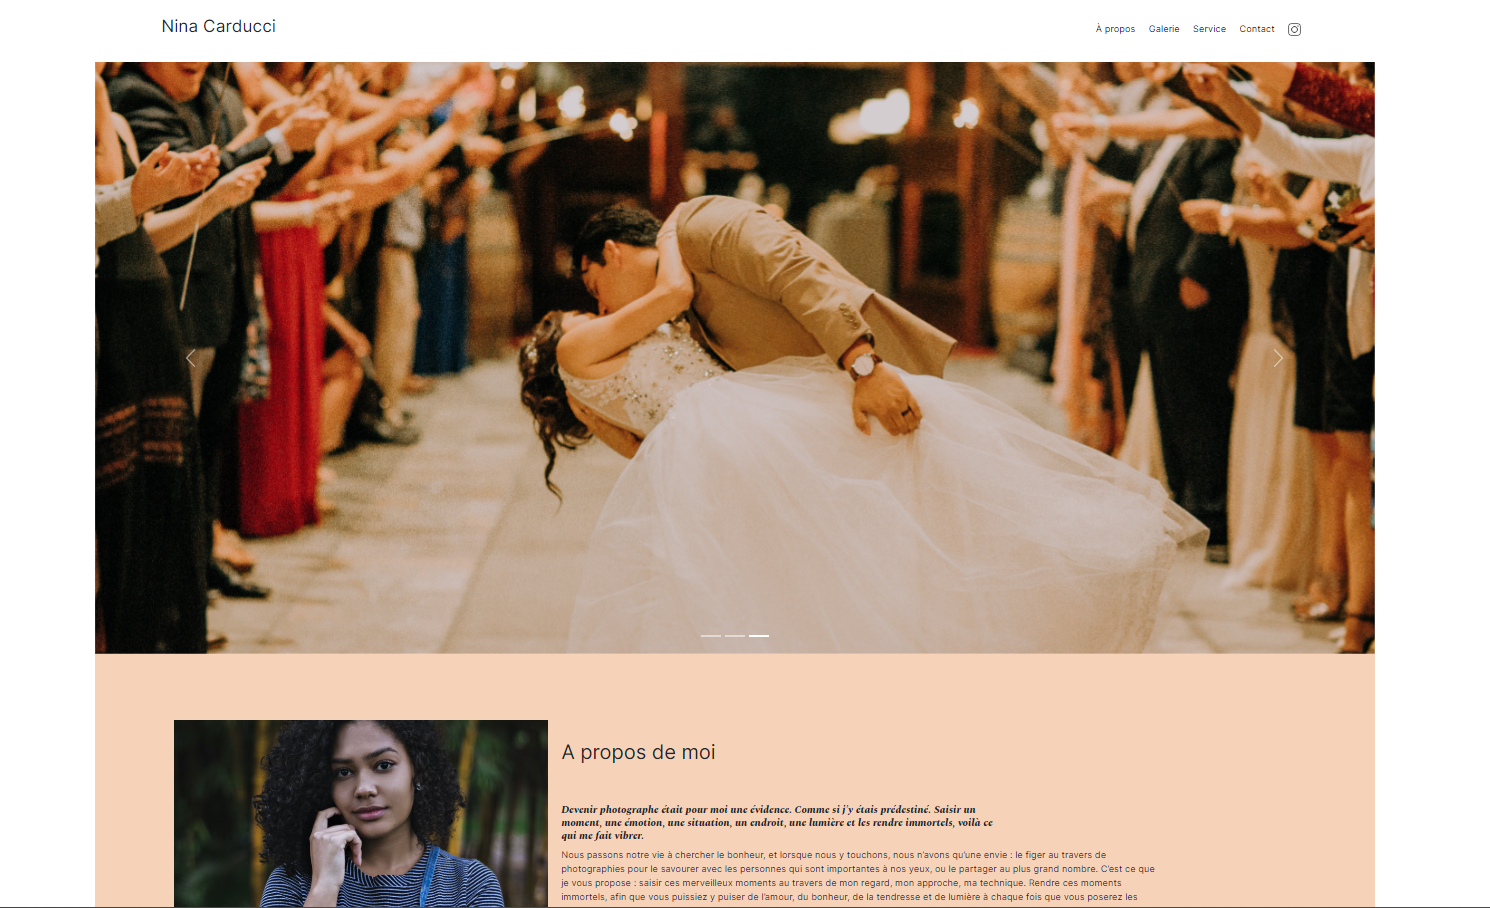 Nina Carducci
À propos Galerie Service Contact
A propos de moi
Devenir photographe était pour moi une évidence. Comme si j'y étais prédestiné. Saisir un
moment, une émotion, une situation, un endroit, une lumière et les rendre immortels, voilà ce
qui me fait vibrer.
Nous passons notre vie à chercher le bonheur, et lorsque nous y touchons, nous n'avons qu'une envie : le figer au travers de
photographies pour le savourer avec les personnes qui sont importantes à nos yeux, ou le partager au plus grand nombre. C'est ce que
je vous propose : saisir ces merveilleux moments au travers de mon regard, mon approche, ma technique. Rendre ces moments
immortels, afin que vous puissiez y puiser de l'amour, du bonheur, de la tendresse et de lumière à chaque fois que vous poserez les